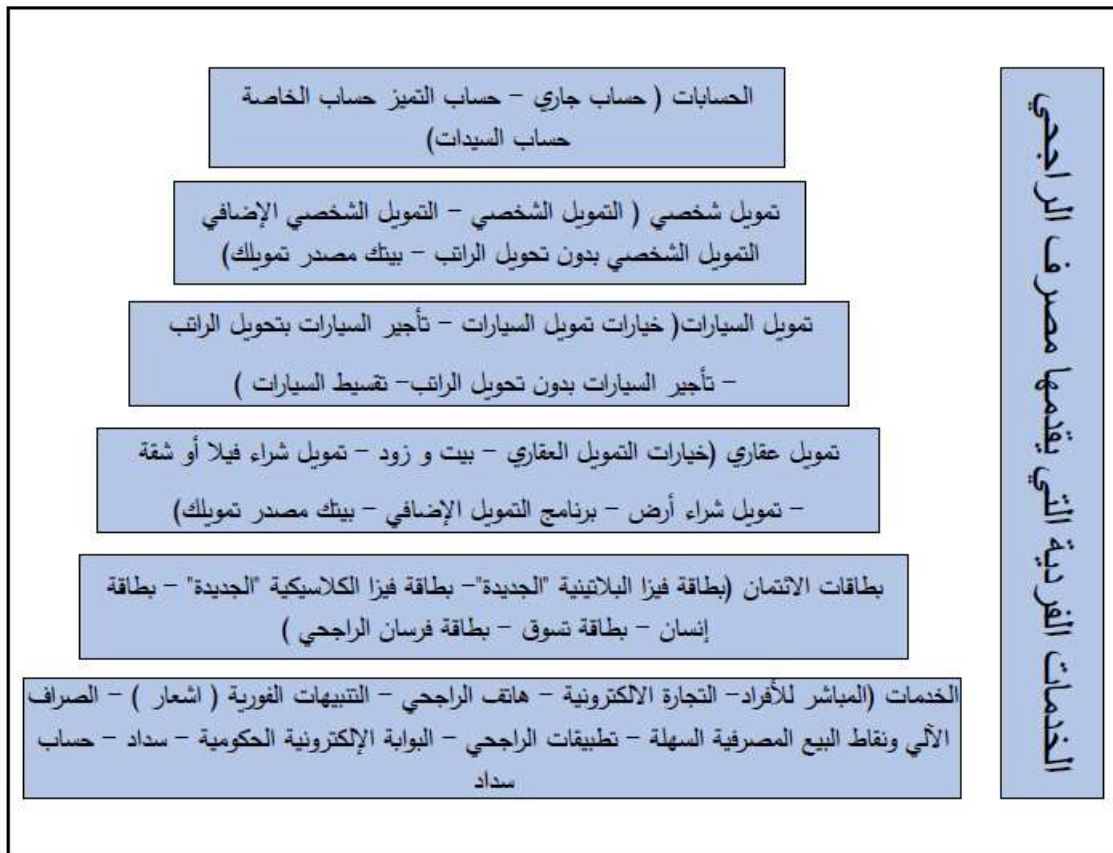 الخدمات الفردية التي يقدمها مصرف الراجحي
الحسابات ( حساب جاري – حساب التميز حساب الخاصة
حساب السيدات)
تمويل شخصي ( التمويل الشخصي – التمويل الشخصي الإضافي
التمويل الشخصي بدون تحويل الراتب – بيتك مصدر تمويلك)
تمويل السيارات( خيارات تمويل السيارات – تأجير السيارات بتحويل الراتب
– تأجير السيارات بدون تحويل الراتب– تقسيط السيارات )
تمويل عقاري (خيارات التمويل العقاري – بيت و زود – تمويل شراء فيلا أو شقة
– تمويل شراء أرض – برنامج التمويل الإضافي – بيتك مصدر تمويلك)
بطاقات الائتمان (بطاقة فيزا البلاتينية "الجديدة"– بطاقة فيزا الكلاسيكية "الجديدة" – بطاقة
إنسان – بطاقة تسوق – بطاقة فرسان الراجحي )
الخدمات (المباشر للأفراد– التجارة الالكترونية – هاتف الراجحي – التنبيهات الفورية ( اشعار ) – الصراف
الآلي ونقاط البيع المصرفية السهلة – تطبيقات الراجحي – البوابة الإلكترونية الحكومية – سداد – حساب
سداد